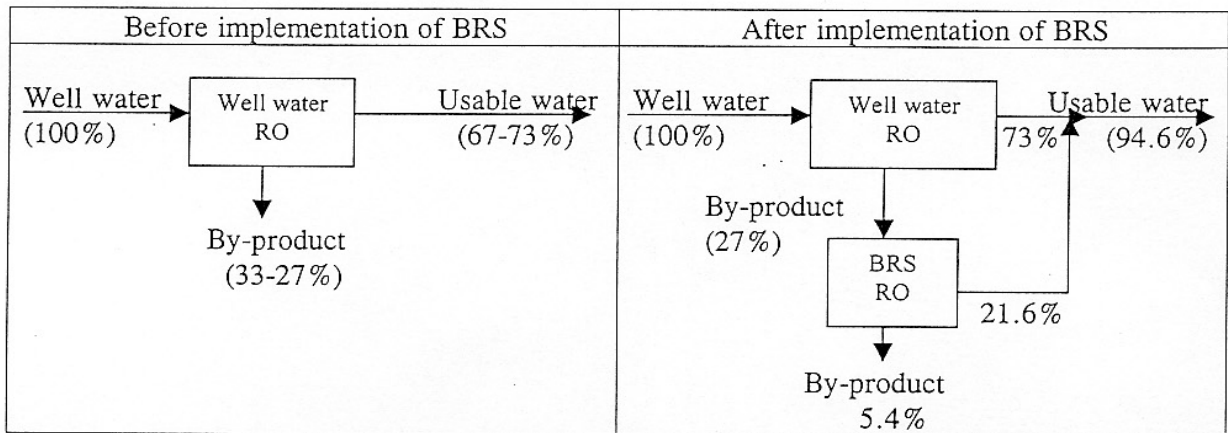 Before implementation of BRS
Well water
(100%)
Well water
RO
Usable water
(67-73%)
By-product
(33-27%)
After implementation of BRS
Well water
(100%)
Well water
RO
73%
Usable water
(94.6%)
By-product
(27%)
BRS
RO
21.6%
By-product
5.4%